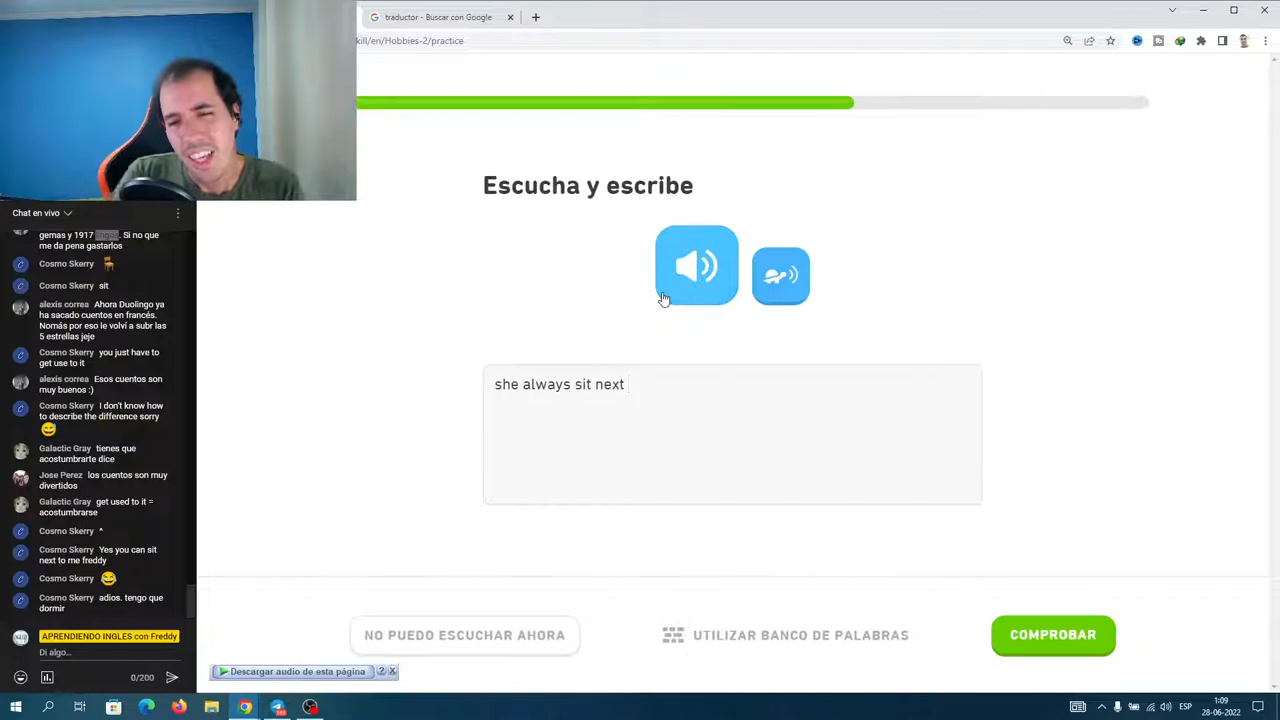 traductor - Buscar con Google
kill/en/Hobbies-2/practice
Chat en vivo
gemas y 1917 lingos. Si no que
me da pena gastarlos
Cosmo Skerry
Cosmo Skerry sit
alexis correa Ahora Duolingo ya
ha sacado cuentos en francés.
Nomás por eso le volví a subr las
5 estrellas jeje
Cosmo Skerry you just have to
get use to it
alexis correa Esos cuentos son
muy buenos :)
Cosmo Skerry I don't know how
to describe the difference sorry
Galactic Gray tienes que
acostumbrarte dice
Jose Perez los cuentos son muy
divertidos
Galactic Gray get used to it =
acostumbrarse
Cosmo Skerry ^
Cosmo Skerry Yes you can sit
next to me freddy
Cosmo Skerry
Cosmo Skerry adios. tengo que
dormir
APRENDIENDO INGLES con Freddy
Di algo...
0/200
Escucha y escribe
she always sit next
NO PUEDO ESCUCHAR AHORA
UTILIZAR BANCO DE PALABRAS
COMPROBAR
Descargar audio de esta página
? X
ESP
1:09
28-06-2022